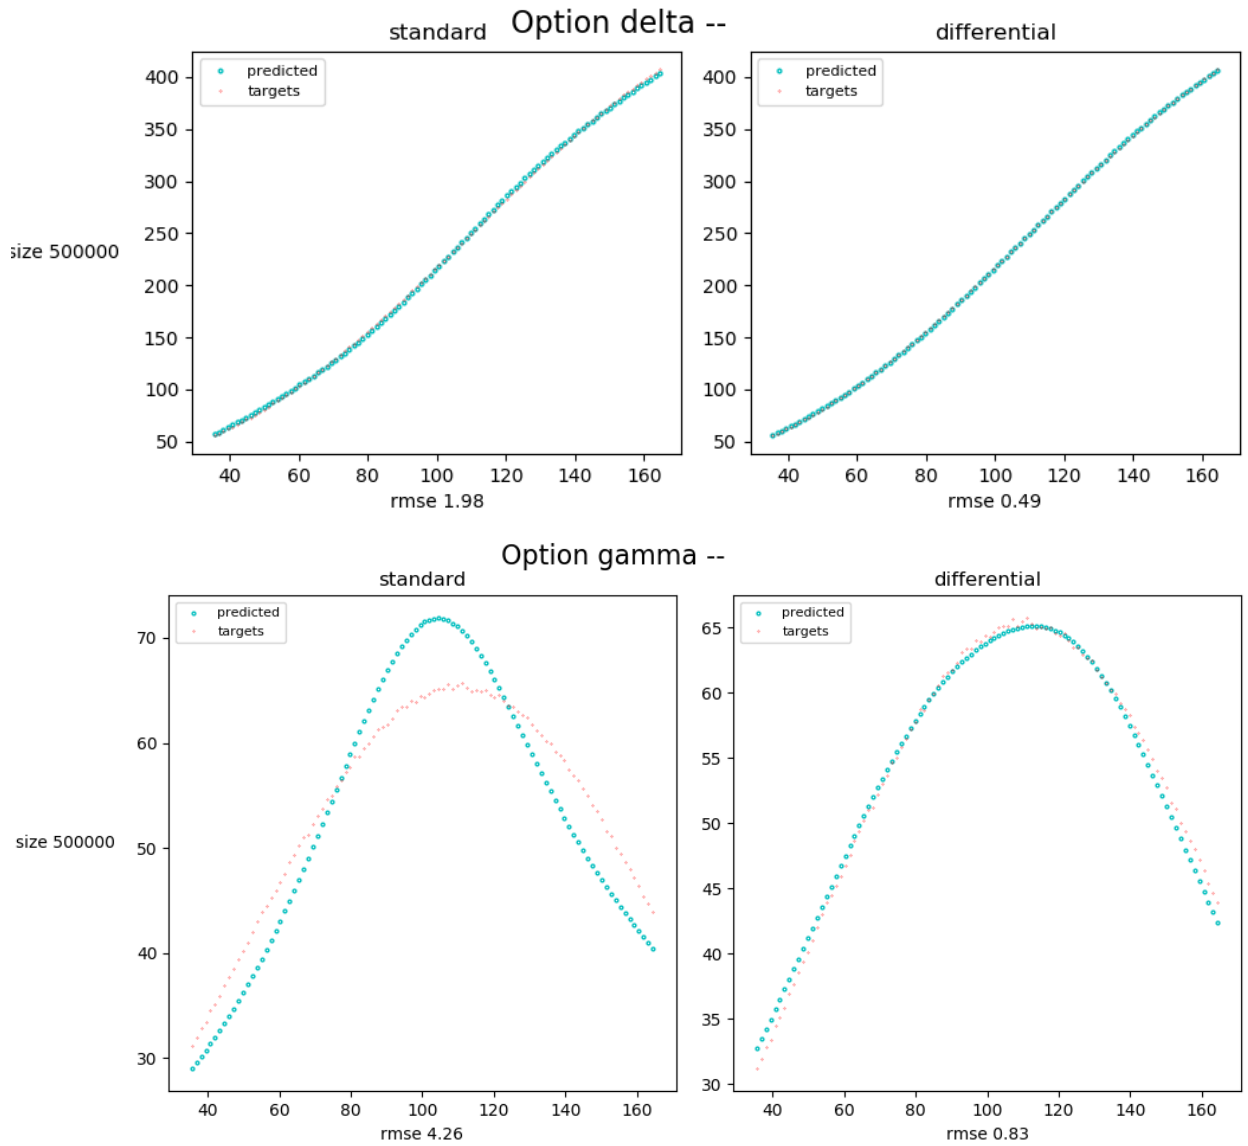 Option delta --
standard
differential
predicted
targets
predicted
targets
400
350
300
250
200
150
100
50
400
350
300
250
200
150
100
50
size 500000
40 60 80 100 120 140 160
40 60 80 100 120 140 160
rmse 1.98
rmse 0.49
Option gamma --
standard
differential
predicted
targets
predicted
targets
70
60
50
40
30
65
60
55
50
45
40
35
30
size 500000
40 60 80 100 120 140 160
40 60 80 100 120 140 160
rmse 4.26
rmse 0.83